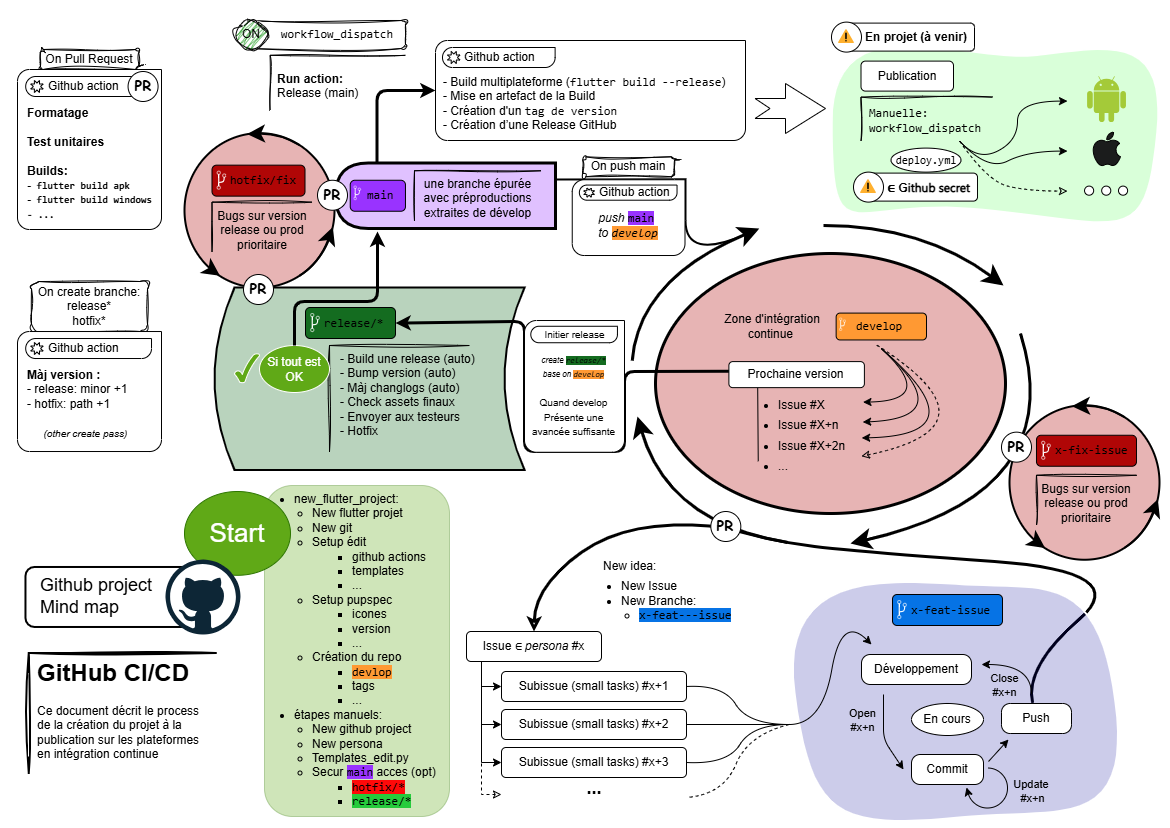 On Pull Request
Github action
PR
Formatage
Test unitaires
Builds:
- flutter build apk
- flutter build windows
- ...
ON
workflow_dispatch
Run action:
Release (main)
Github action
- Build multiplateforme (flutter build --release)
- Mise en artefact de la Build
- Création d'un tag de version
- Création d'une Release GitHub
En projet (à venir)
Publication
Manuelle:
workflow_dispatch
deploy.yml
∈ Github secret
hotfix/fix
Bugs sur version
release ou prod
prioritaire
PR
PR
main
une branche épurée
avec préproductions
extraites de dévelop
On push main
Github action
push main
to develop
On create branche:
release*
hotfix*
Github action
Màj version :
- release: minor +1
- hotfix: path +1
(other create pass)
release/*
Si tout est
OK
- Build une release (auto)
- Bump version (auto)
- Màj changlogs (auto)
- Check assets finaux
- Envoyer aux testeurs
- Hotfix
Initier release
create release/*
base on develop
Quand develop
Présente une
avancée suffisante
Zone d'intégration
continue
develop
Prochaine version
Issue #X
Issue #X+n
Issue #X+2n
...
PR
x-fix-issue
Bugs sur version
release ou prod
prioritaire
PR
Start
Github project
Mind map
GitHub CI/CD
Ce document décrit le process
de la création du projet à la
publication sur les plateformes
en intégration continue
new_flutter_project:
New flutter projet
New git
Setup édit
github actions
templates
...
Setup pupspec
icones
version
...
Création du repo
devlop
tags
...
étapes manuels:
New github project
New persona
Templates_edit.py
Secur main acces (opt)
hotfix/*
release/*
New idea:
New Issue
New Branche:
x-feat---issue
Issue ∈ persona #x
Subissue (small tasks) #x+1
Subissue (small tasks) #x+2
Subissue (small tasks) #x+3
...
x-feat-issue
Développement
Close
#x+n
Open
#x+n
En cours
Push
Commit
Update
#x+n